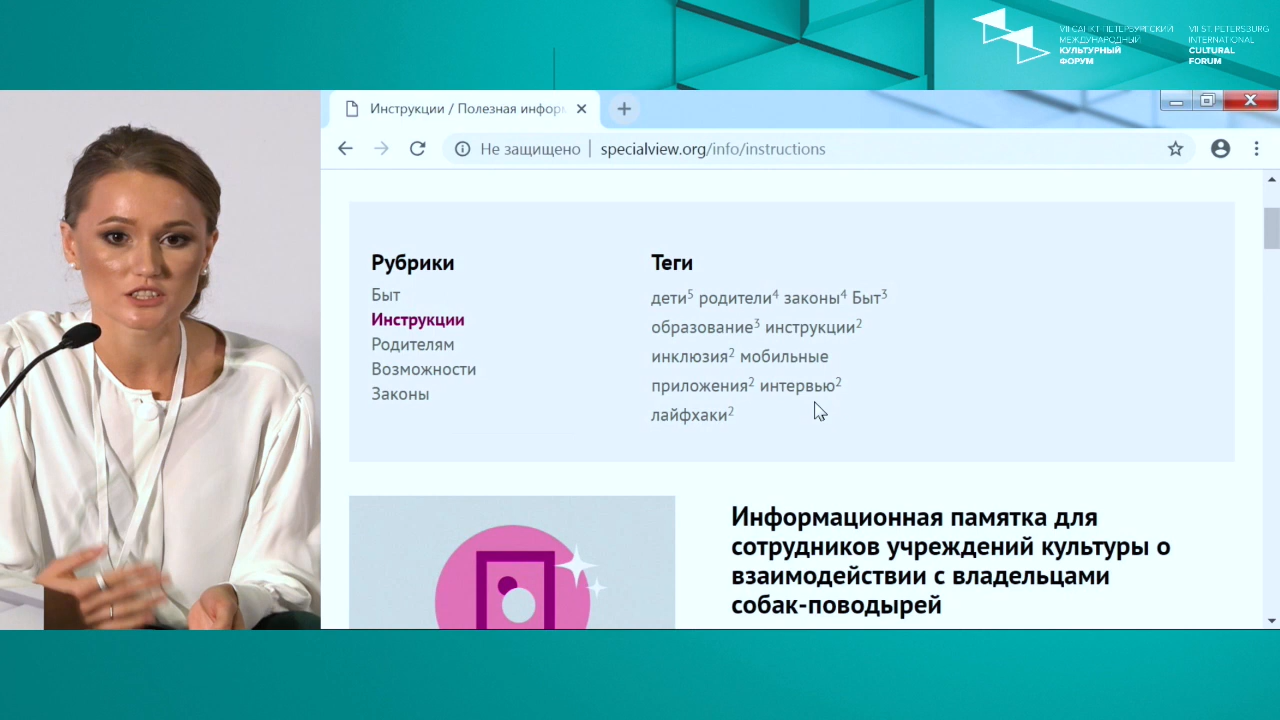 VII САНКТ-ПЕТЕРБУРГСКИЙ
МЕЖДУНАРОДНЫЙ
КУЛЬТУРНЫЙ
ФОРУМ
VII ST. PETERSBURG
INTERNATIONAL
CULTURAL
FORUM
Инструкции / Полезная инфор
Не защищено | specialview.org/info/instructions
Рубрики
Быт
Инструкции
Родителям
Возможности
Законы
Теги
дети5 родители4 законы4 Быт3
образование3 инструкции2
инклюзия2 мобильные
приложения2 интервью2
лайфхаки2
Информационная памятка для
сотрудников учреждений культуры о
взаимодействии с владельцами
собак-поводырей